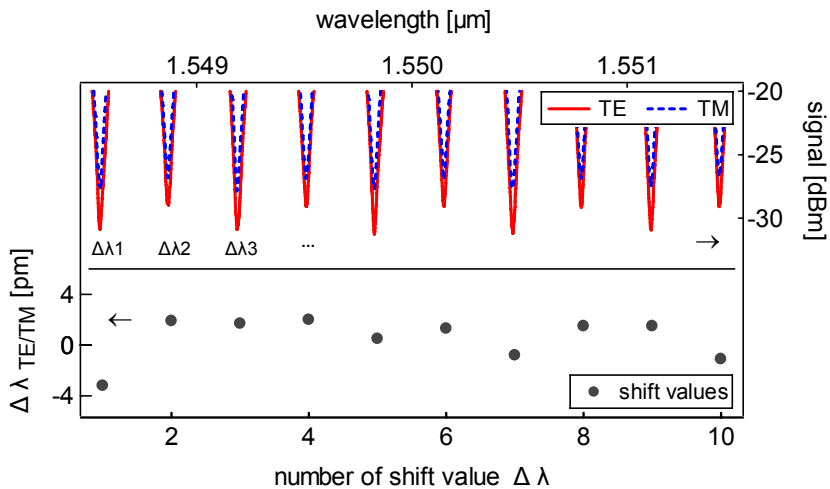 wavelength [µm]
1.549 1.550 1.551
TE TM
-20
-25
-30
signal [dBm]
Δλ1 Δλ2 Δλ3 ...
→
←
Δ λ TE/TM [pm]
4
0
-4
shift values
2 4 6 8 10
number of shift value Δ λ